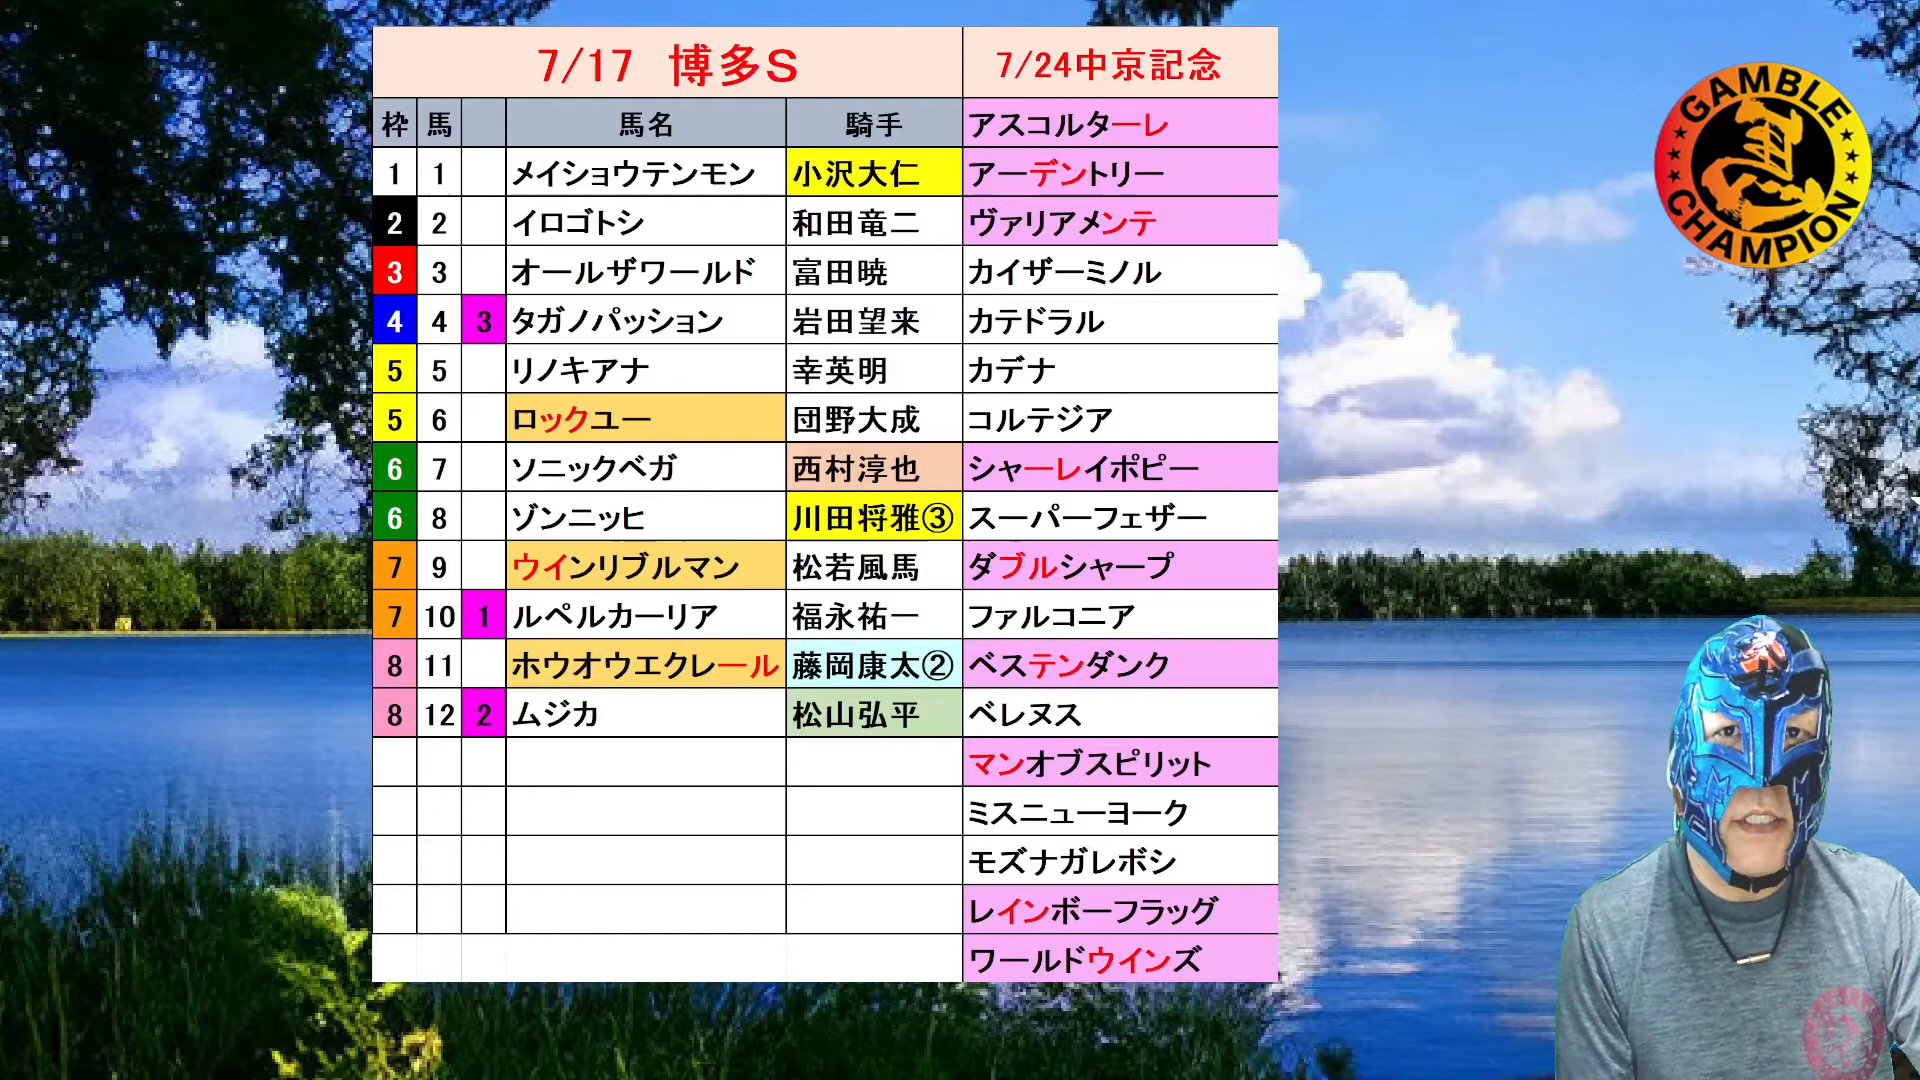 7/17 博多S 7/24中京記念
枠 馬 馬名 騎手 アスコルターレ
1 1 メイショウテンモン 小沢大仁 アーデントリー
2 2 イロゴトシ 和田竜二 ヴァリアメンテ
3 3 オールザワールド 富田暁 カイザーミノル
4 4 3 タガノパッション 岩田望来 カテドラル
5 5 リノキアナ 幸英明 カデナ
5 6 ロックユー 団野大成 コルテジア
6 7 ソニックベガ 西村淳也 シャーレイポピー
6 8 ゾンニッヒ 川田将雅③ スーパーフェザー
7 9 ウインリブルマン 松若風馬 ダブルシャープ
7 10 1 ルペルカーリア 福永祐一 ファルコニア
8 11 ホウオウエクレール 藤岡康太② ベステンダンク
8 12 2 ムジカ 松山弘平 ベレヌス
マンオブスピリット
ミスニューヨーク
モズナガレボシ
レインボーフラッグ
ワールドウインズ
GAMBLE
CHAMPION